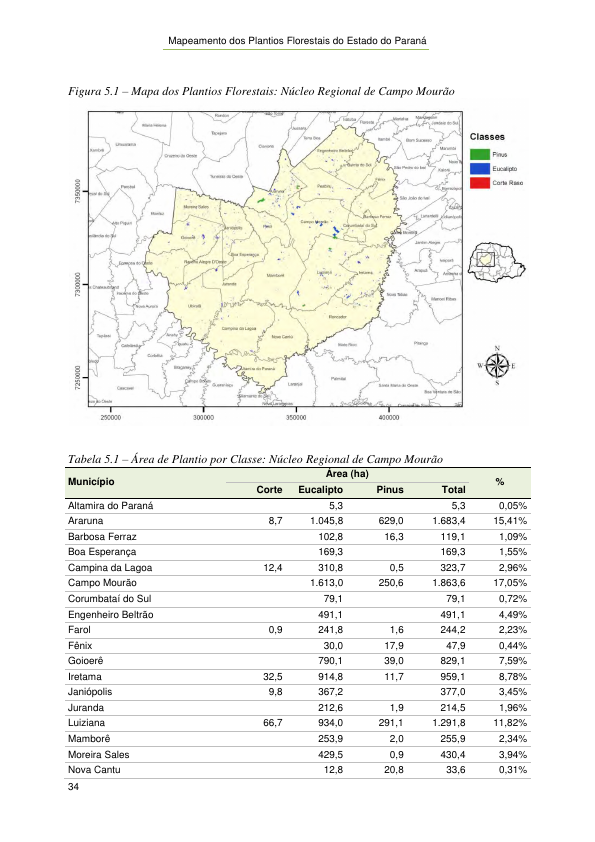 Mapeamento dos Plantios Florestais do Estado do Paraná
Figura 5.1 – Mapa dos Plantios Florestais: Núcleo Regional de Campo Mourão
Classes
Pinus
Eucalipto
Corte Raso
7350000
7300000
7250000
250000 300000 350000 400000
N
W E
S
Tabela 5.1 – Área de Plantio por Classe: Núcleo Regional de Campo Mourão
Município Área (ha) %
Corte Eucalipto Pinus Total
Altamira do Paraná 5,3 5,3 0,05%
Araruna 8,7 1.045,8 629,0 1.683,4 15,41%
Barbosa Ferraz 102,8 16,3 119,1 1,09%
Boa Esperança 169,3 169,3 1,55%
Campina da Lagoa 12,4 310,8 0,5 323,7 2,96%
Campo Mourão 1.613,0 250,6 1.863,6 17,05%
Corumbataí do Sul 79,1 79,1 0,72%
Engenheiro Beltrão 491,1 491,1 4,49%
Farol 0,9 241,8 1,6 244,2 2,23%
Fênix 30,0 17,9 47,9 0,44%
Goioerê 790,1 39,0 829,1 7,59%
Iretama 32,5 914,8 11,7 959,1 8,78%
Janiópolis 9,8 367,2 377,0 3,45%
Juranda 212,6 1,9 214,5 1,96%
Luiziana 66,7 934,0 291,1 1.291,8 11,82%
Mamborê 253,9 2,0 255,9 2,34%
Moreira Sales 429,5 0,9 430,4 3,94%
Nova Cantu 12,8 20,8 33,6 0,31%
34